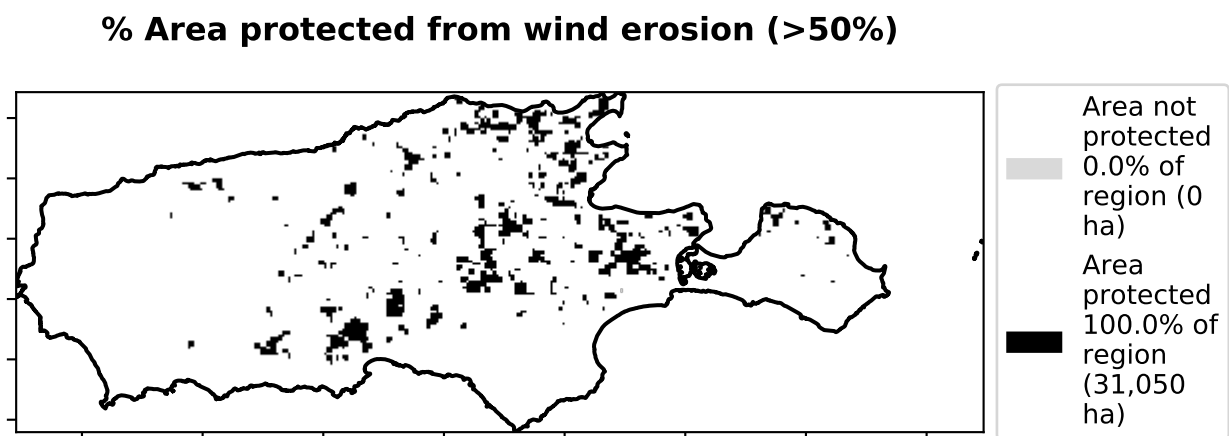 % Area protected from wind erosion (>50%)
Area not
protected
0.0% of
region (0
ha)
Area
protected
100.0% of
region
(31,050
ha)